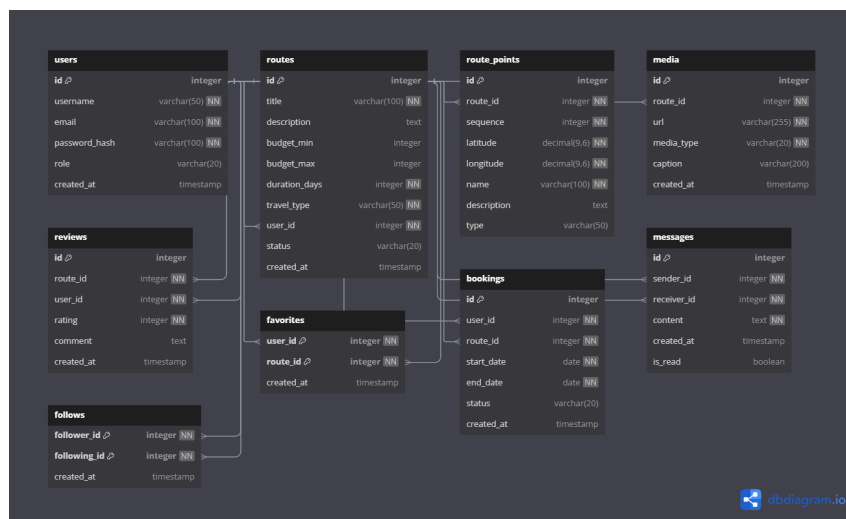 users
id integer
username varchar(50) NN
email varchar(100) NN
password_hash varchar(100) NN
role varchar(20)
created_at timestamp
routes
id integer
title varchar(100) NN
description text
budget_min integer
budget_max integer
duration_days integer NN
travel_type varchar(50) NN
user_id integer NN
status varchar(20)
created_at timestamp
route_points
id integer
route_id integer NN
sequence integer NN
latitude decimal(9,6) NN
longitude decimal(9,6) NN
name varchar(100) NN
description text
type varchar(50)
media
id integer
route_id integer NN
url varchar(255) NN
media_type varchar(20) NN
caption varchar(200)
created_at timestamp
reviews
id integer
route_id integer NN
user_id integer NN
rating integer NN
comment text
created_at timestamp
favorites
user_id integer NN
route_id integer NN
created_at timestamp
bookings
id integer
user_id integer NN
route_id integer NN
start_date date NN
end_date date NN
status varchar(20)
created_at timestamp
messages
id integer
sender_id integer NN
receiver_id integer NN
content text NN
created_at timestamp
is_read boolean
follows
follower_id integer NN
following_id integer NN
created_at timestamp
dbdiagram.io